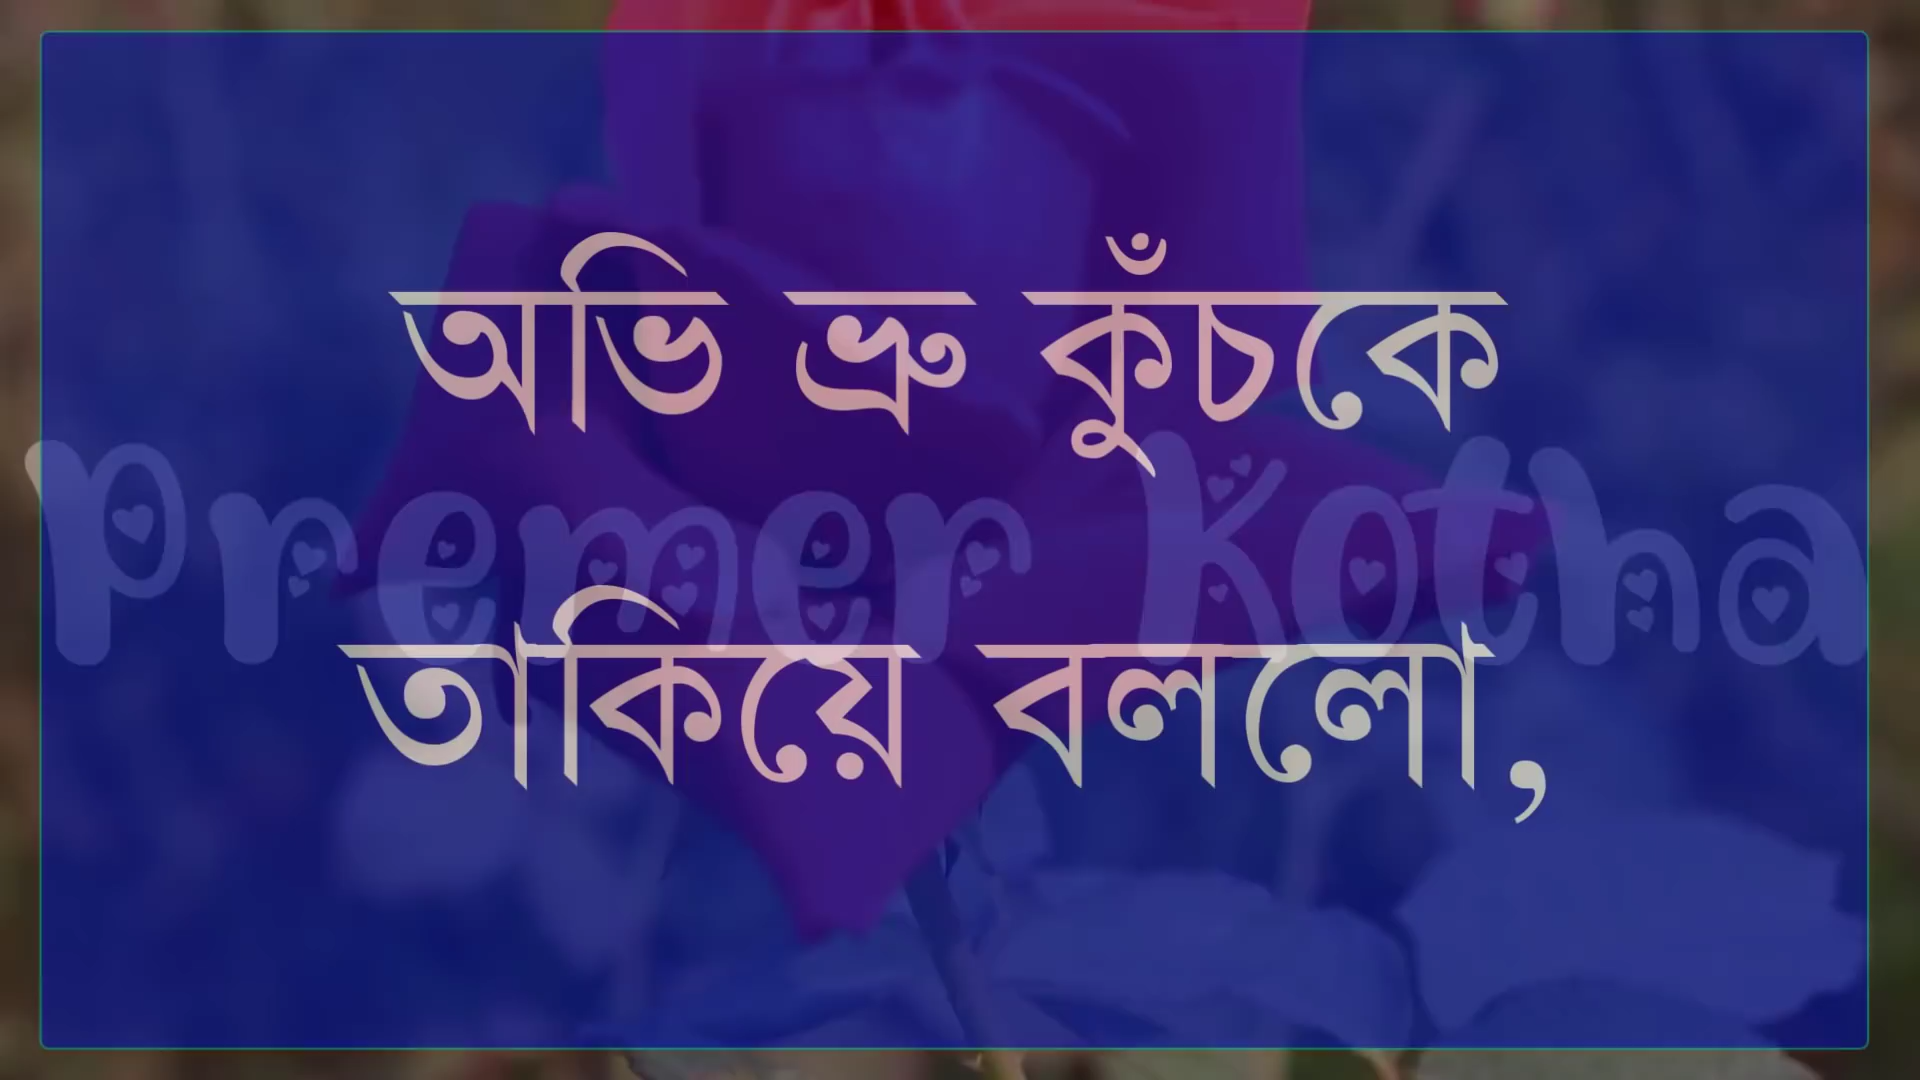 অভি ভ্রু কুঁচকে
Premer Kotha
তাকিয়ে বললো,